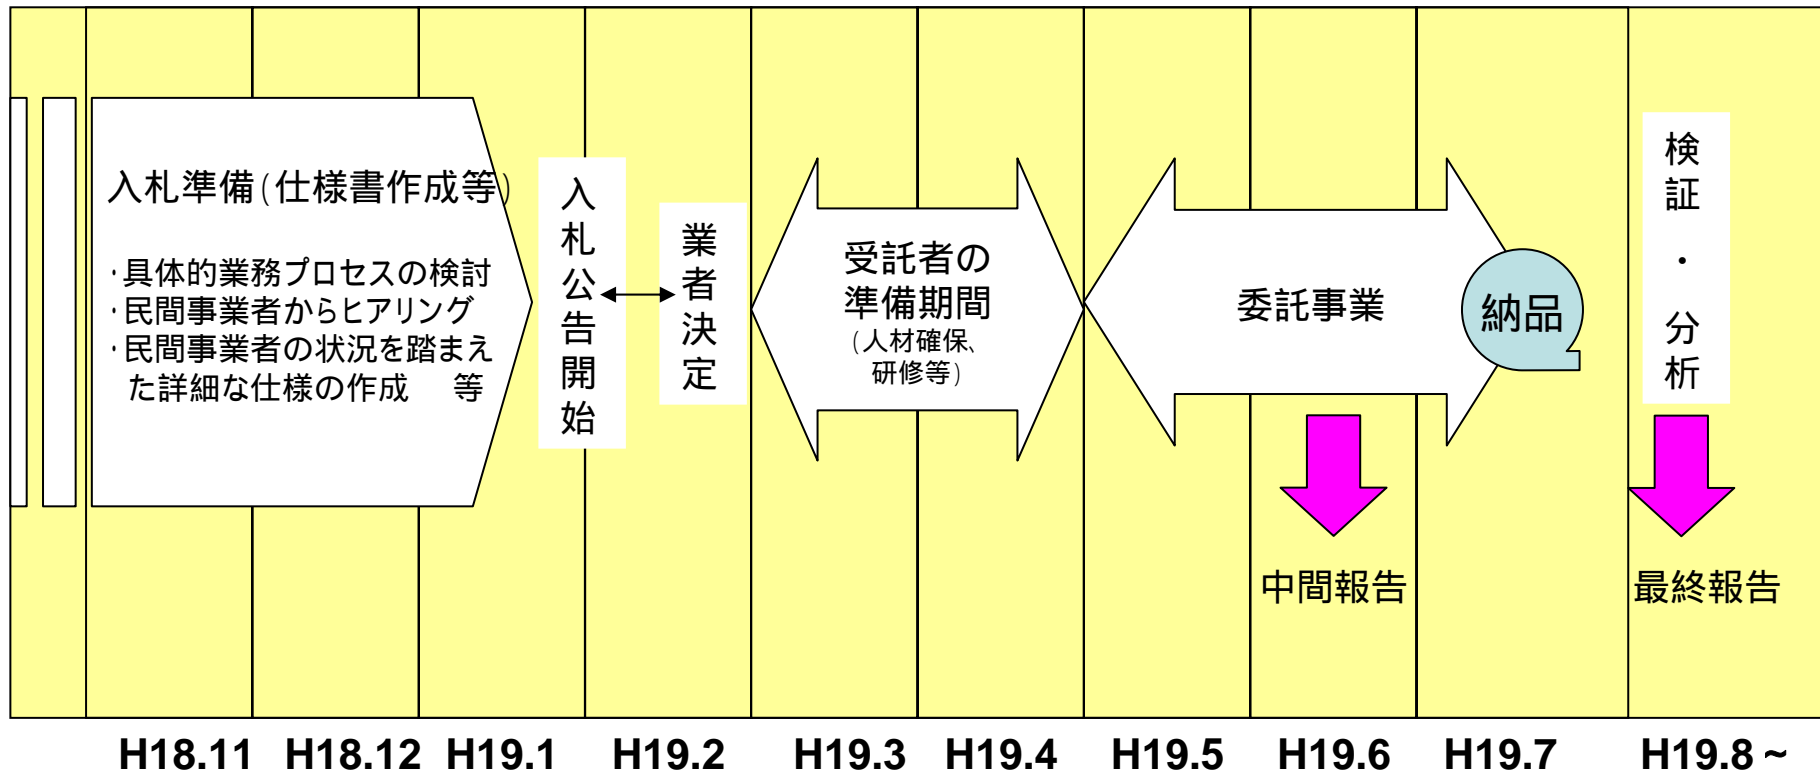 入札準備(仕様書作成等)
・具体的業務プロセスの検討
・民間事業者からヒアリング
・民間事業者の状況を踏まえ
た詳細な仕様の作成　等
入札公告開始
業者決定
受託者の
準備期間
(人材確保、
研修等)
委託事業
納品
検証・分析
中間報告
最終報告
H18.11 H18.12 H19.1 H19.2 H19.3 H19.4 H19.5 H19.6 H19.7 H19.8~